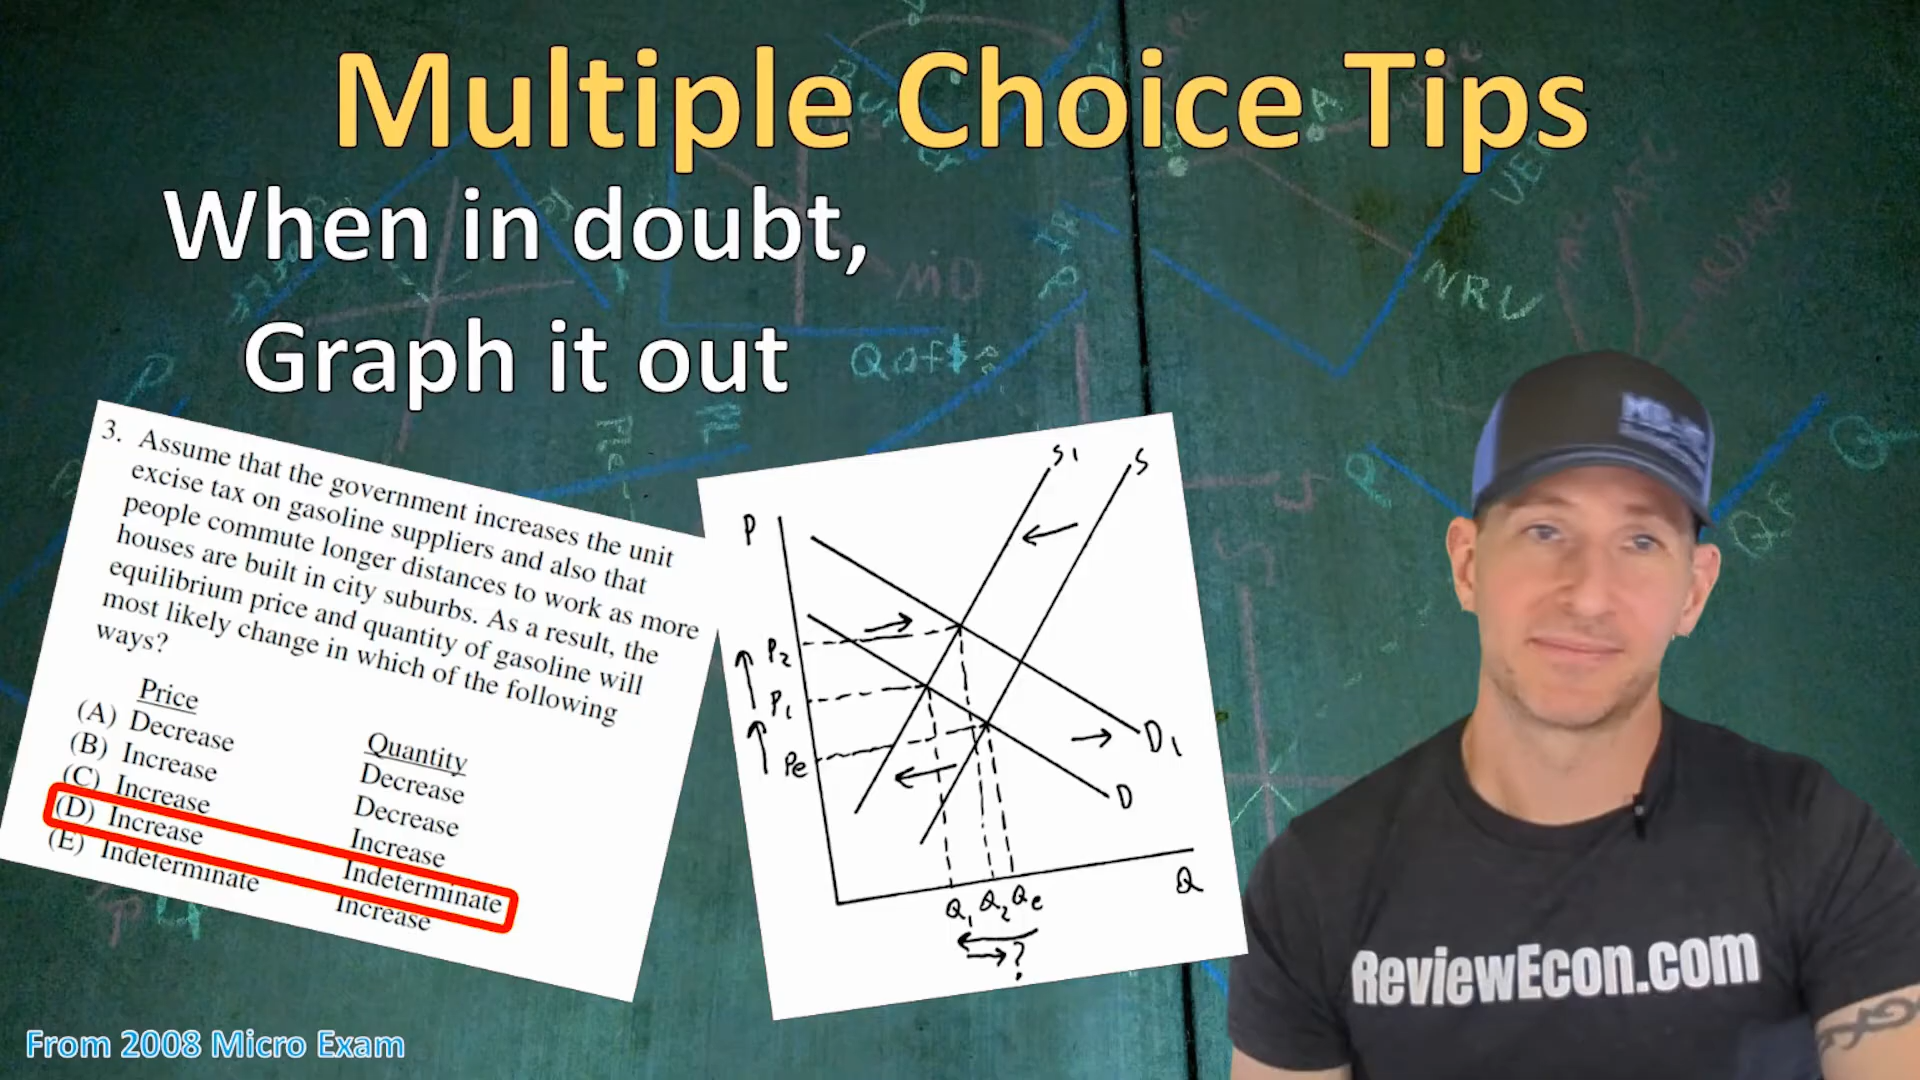 Multiple Choice Tips
When in doubt,
Graph it out
3. Assume that the government increases the unit
excise tax on gasoline suppliers and also that
people commute longer distances to work as more
houses are built in city suburbs. As a result, the
equilibrium price and quantity of gasoline will
most likely change in which of the following
ways?
Price Quantity
(A) Decrease Decrease
(B) Increase Decrease
(C) Increase Increase
(D) Increase Indeterminate
(E) Indeterminate Increase
P
S1 S
P2
P1
Pe
D1
D
Q1 Q2 Qe
Q
?
MD
Q of $
NRU
ReviewEcon.com
From 2008 Micro Exam